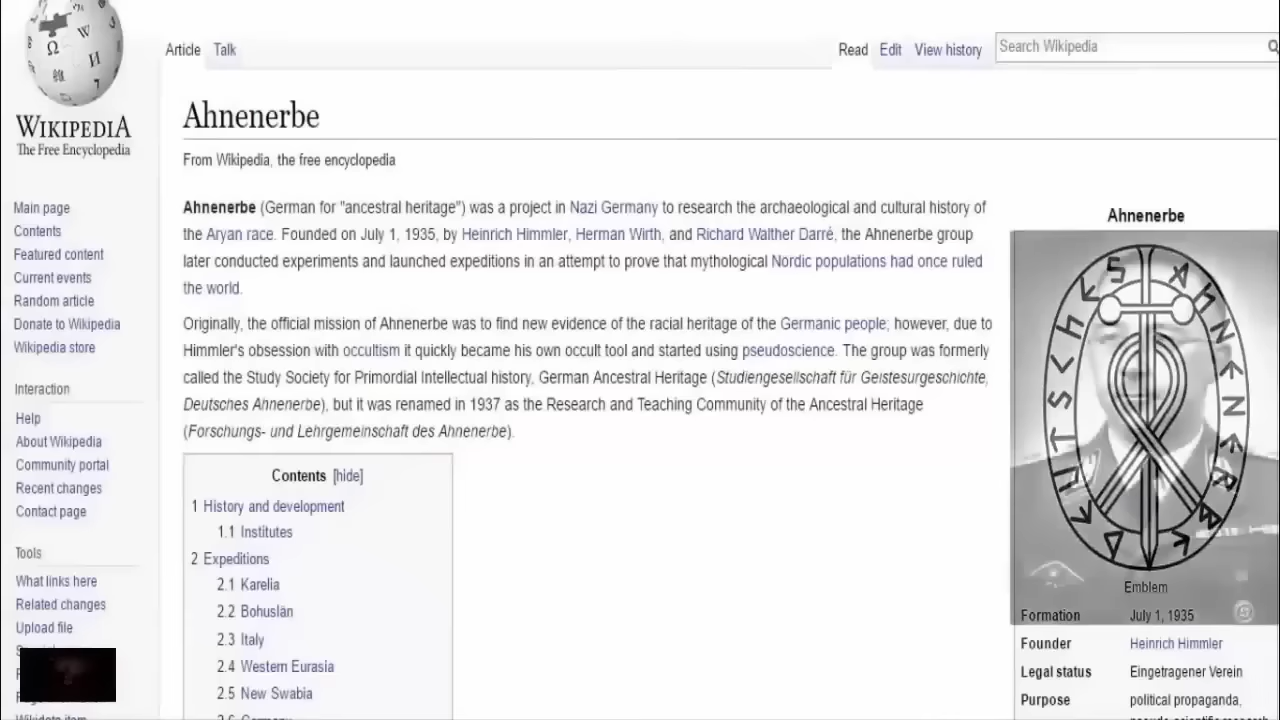 Article Talk
Read Edit View history
Search Wikipedia
WIKIPEDIA
The Free Encyclopedia
Main page
Contents
Featured content
Current events
Random article
Donate to Wikipedia
Wikipedia store
Interaction
Help
About Wikipedia
Community portal
Recent changes
Contact page
Tools
What links here
Related changes
Upload file
Ahnenerbe
From Wikipedia, the free encyclopedia
Ahnenerbe (German for "ancestral heritage") was a project in Nazi Germany to research the archaeological and cultural history of
the Aryan race. Founded on July 1, 1935, by Heinrich Himmler, Herman Wirth, and Richard Walther Darré, the Ahnenerbe group
later conducted experiments and launched expeditions in an attempt to prove that mythological Nordic populations had once ruled
the world.
Originally, the official mission of Ahnenerbe was to find new evidence of the racial heritage of the Germanic people; however, due to
Himmler's obsession with occultism it quickly became his own occult tool and started using pseudoscience. The group was formerly
called the Study Society for Primordial Intellectual history, German Ancestral Heritage (Studiengesellschaft für Geistesurgeschichte,
Deutsches Ahnenerbe), but it was renamed in 1937 as the Research and Teaching Community of the Ancestral Heritage
(Forschungs- und Lehrgemeinschaft des Ahnenerbe).
Contents [hide]
1 History and development
1.1 Institutes
2 Expeditions
2.1 Karelia
2.2 Bohuslän
2.3 Italy
2.4 Western Eurasia
2.5 New Swabia
2.6 Germany
Ahnenerbe
DEUTSCHES AHNENERBE
Emblem
Formation July 1, 1935
Founder Heinrich Himmler
Legal status Eingetragener Verein
Purpose political propaganda,